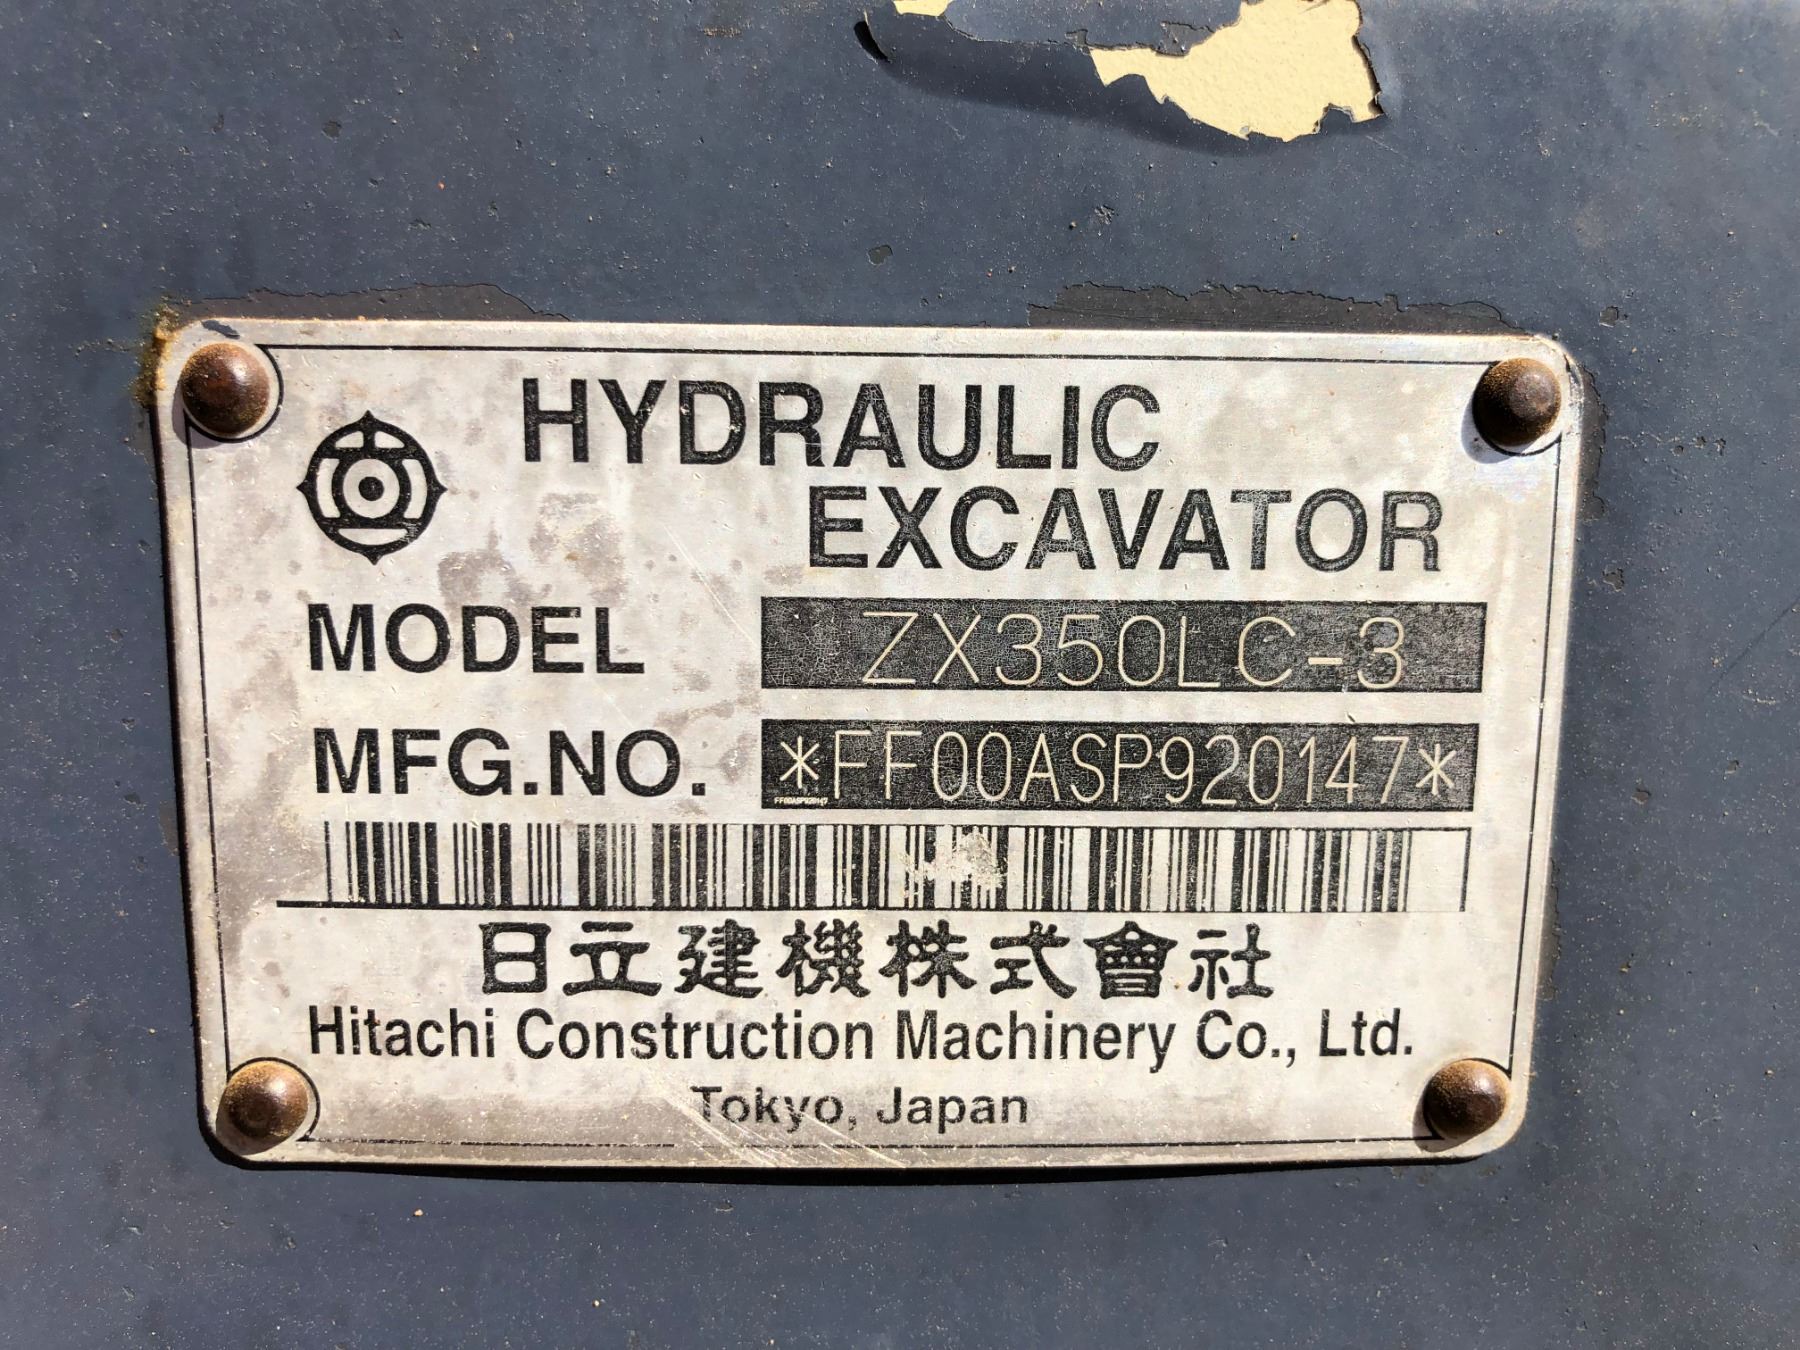 HYDRAULIC
EXCAVATOR
MODEL ZX350LC-3
MFG.NO. *FF00ASP920147*
FF00ASP920147
日立建機株式會社
Hitachi Construction Machinery Co., Ltd.
Tokyo, Japan